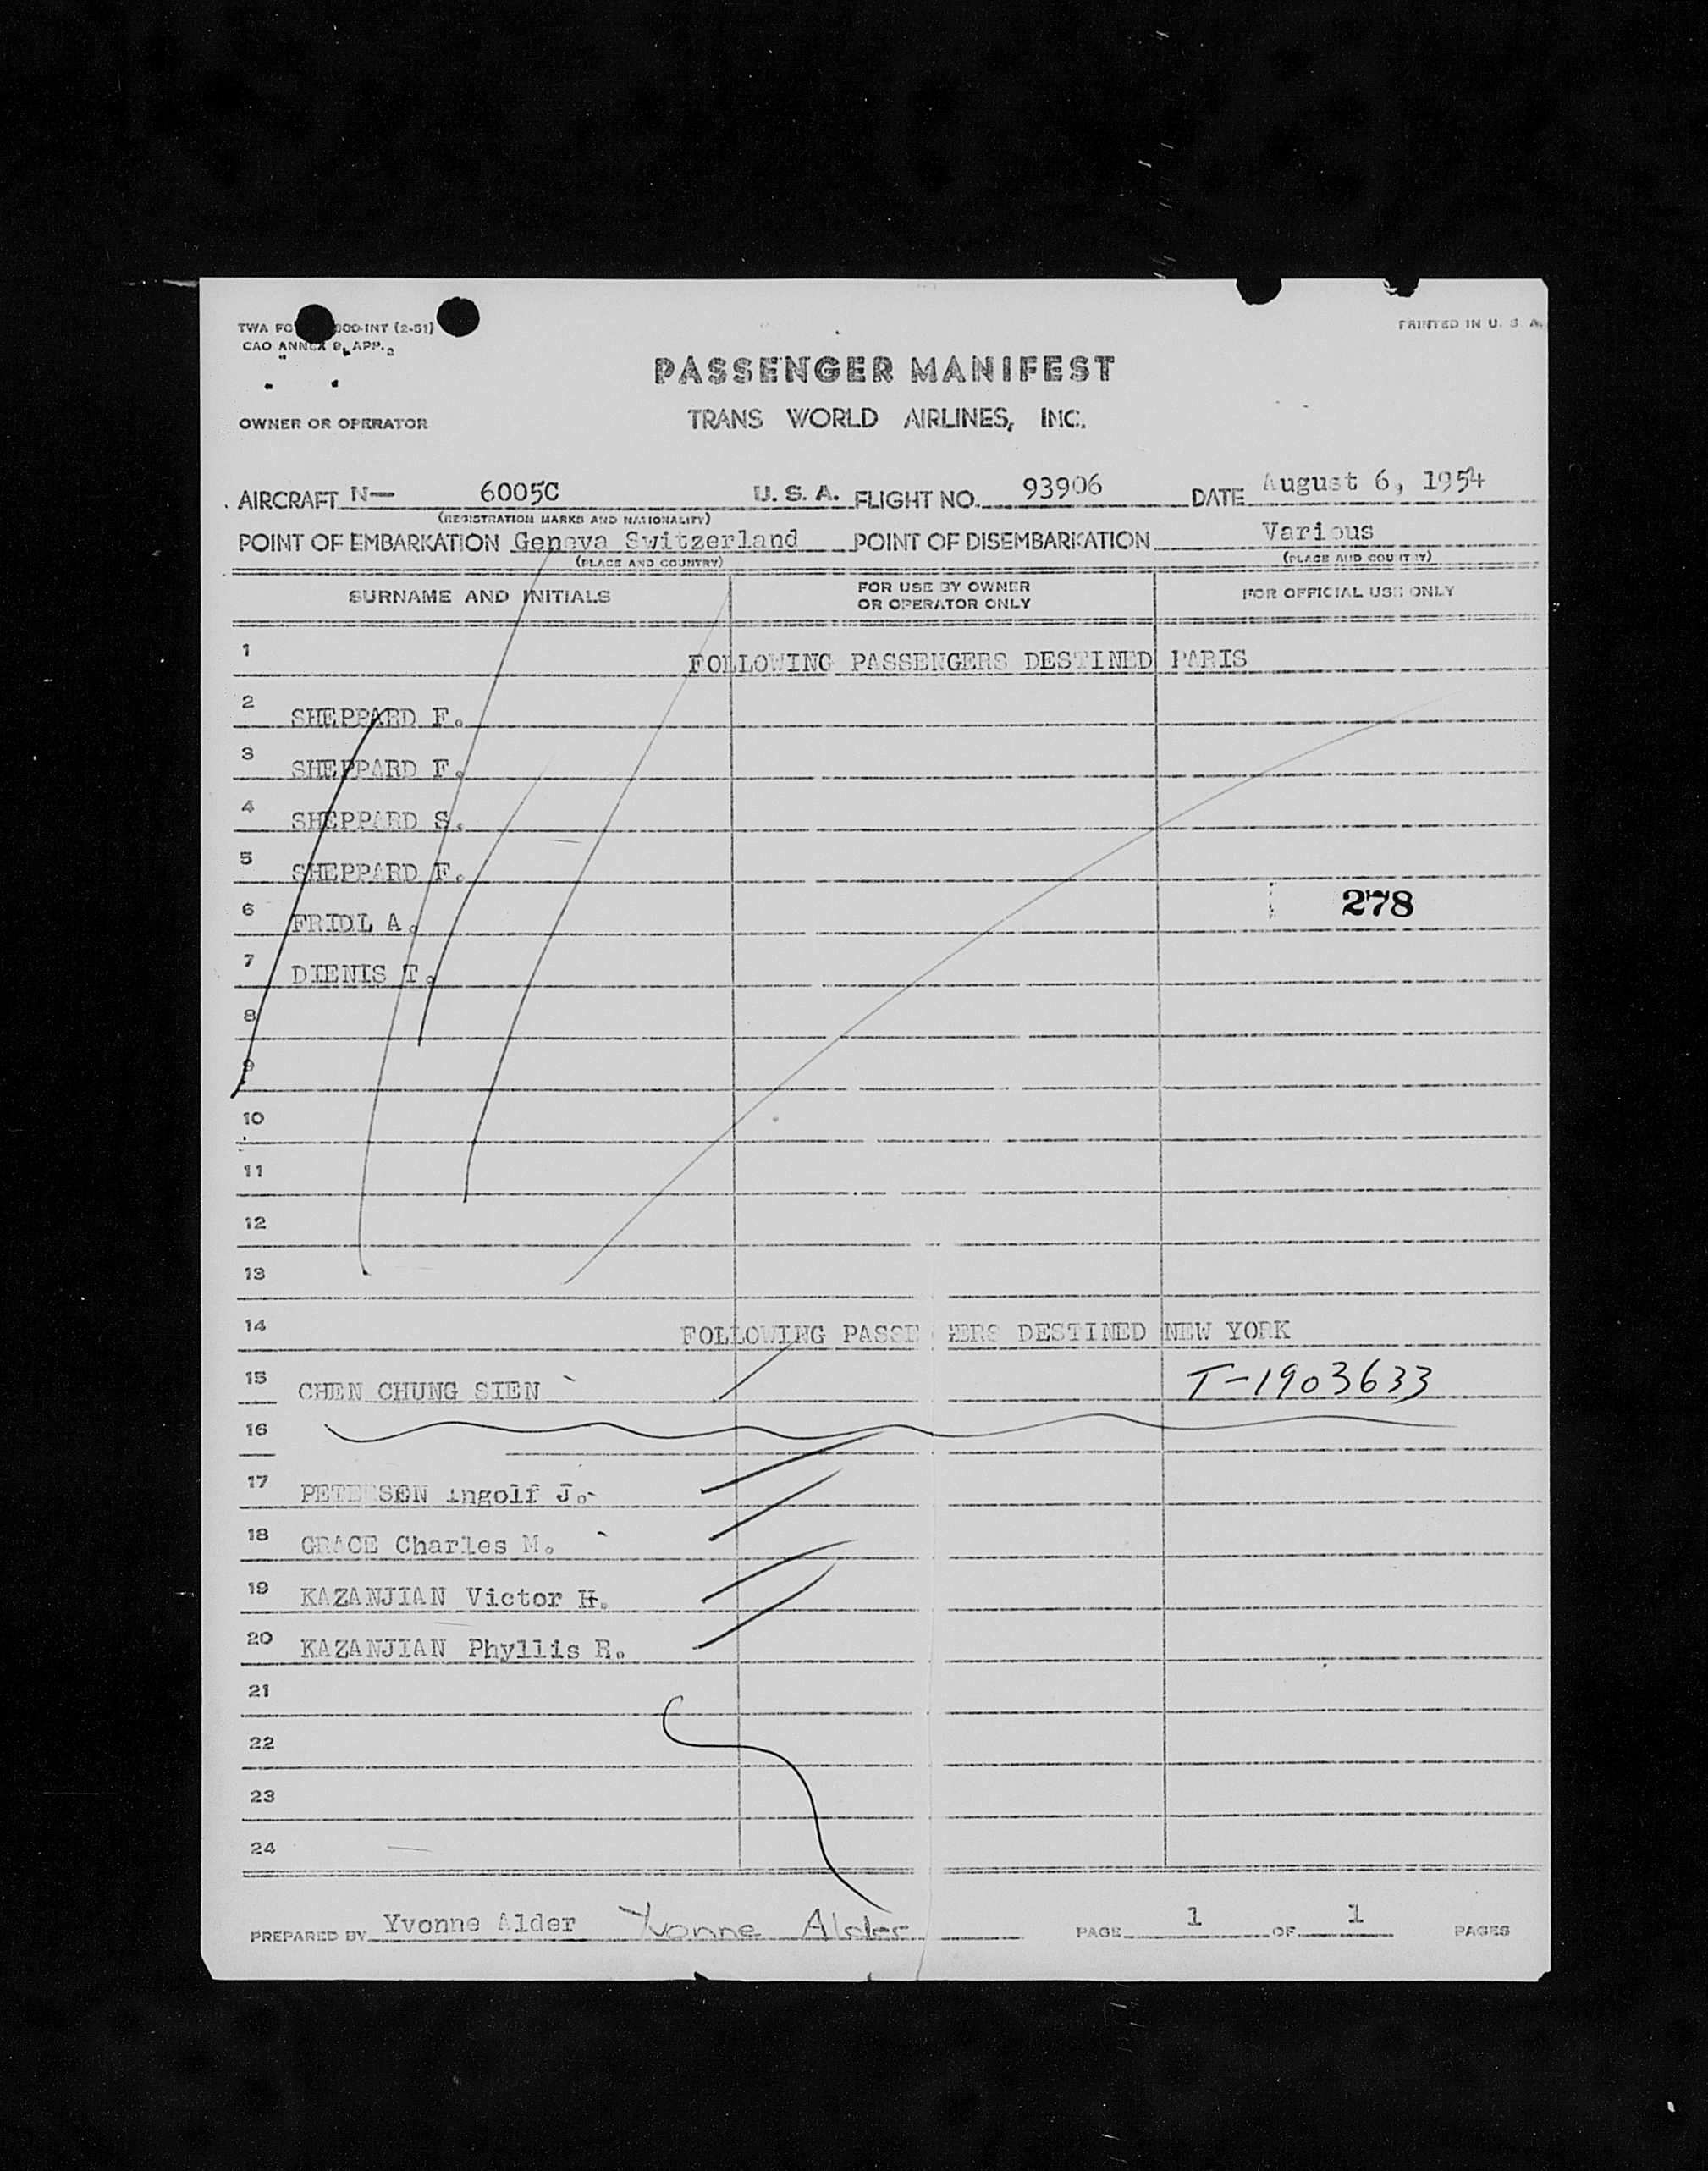 TWA FO 000-INT (2-51)
PRINTED IN U. S. A.
CAO ANNEX 9, APP. 2
PASSENGER MANIFEST
OWNER OR OPERATOR
TRANS WORLD AIRLINES, INC.
AIRCRAFT N— 6005C U. S. A. FLIGHT NO. 93906 DATE August 6, 1954
(REGISTRATION MARKS AND NATIONALITY)
POINT OF EMBARKATION Geneva Switzerland POINT OF DISEMBARKATION Various
(PLACE AND COUNTRY) (PLACE AND COUNTRY)
SURNAME AND INITIALS FOR USE BY OWNER OR OPERATOR ONLY FOR OFFICIAL USE ONLY
1 FOLLOWING PASSENGERS DESTINED PARIS
2 SHEPPARD F.
3 SHEPPARD F.
4 SHEPPARD S.
5 SHEPPARD F.
6 FRIDL A. 278
7 DIENIS T.
8
9
10
11
12
13
14 FOLLOWING PASSENGERS DESTINED NEW YORK
15 CHEN CHUNG SIEN T-1903633
16
17 PETERSEN Ingolf J.
18 GRACE Charles M.
19 KAZANJIAN Victor H.
20 KAZANJIAN Phyllis R.
21
22
23
24
PREPARED BY Yvonne Alder Yvonne Alder PAGE 1 OF 1 PAGES